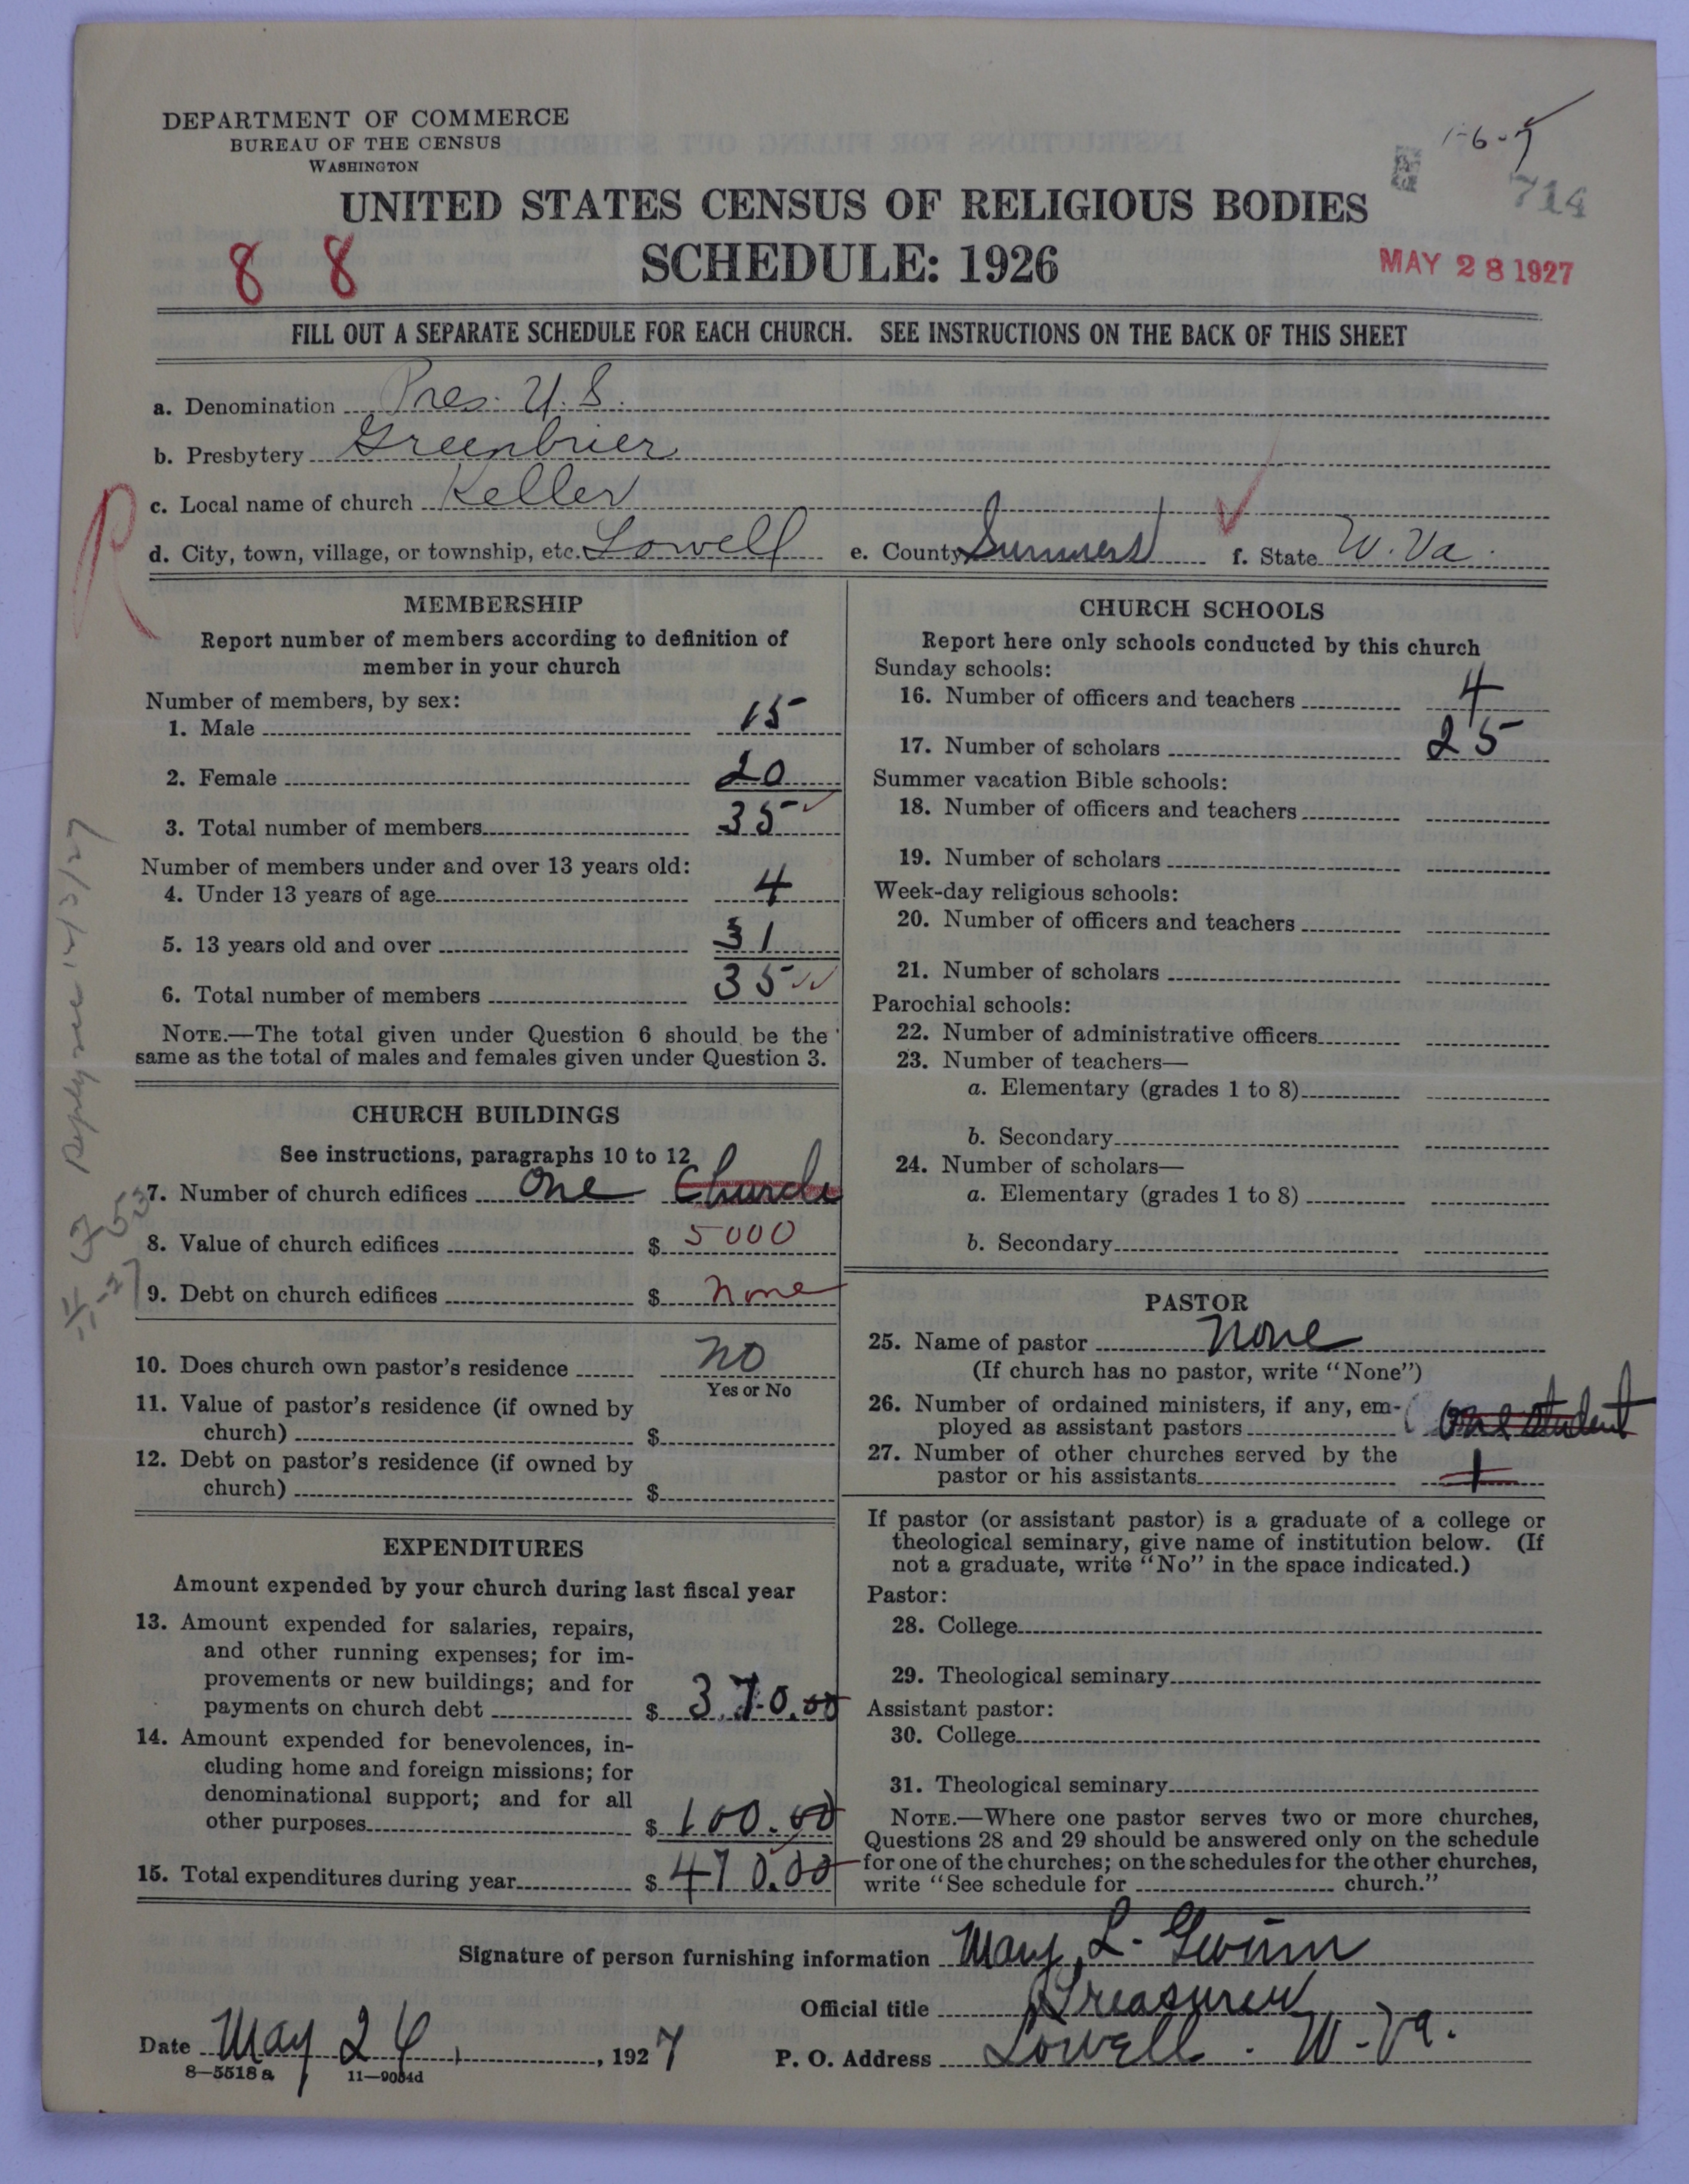 DEPARTMENT OF COMMERCE
BUREAU OF THE CENSUS
WASHINGTON
1-6-5
714
UNITED STATES CENSUS OF RELIGIOUS BODIES
8 8 SCHEDULE: 1926
MAY 28 1927
FILL OUT A SEPARATE SCHEDULE FOR EACH CHURCH. SEE INSTRUCTIONS ON THE BACK OF THIS SHEET
a. Denomination Pres. U.S.
b. Presbytery Greenbrier
c. Local name of church Keller
R
d. City, town, village, or township, etc. Lowell e. County Summers f. State W. Va.
MEMBERSHIP
Report number of members according to definition of
member in your church
Number of members, by sex:
1. Male 15
2. Female 20
3. Total number of members 35
Number of members under and over 13 years old:
4. Under 13 years of age 4
5. 13 years old and over 31
6. Total number of members 35
NOTE.—The total given under Question 6 should be the
same as the total of males and females given under Question 3.
CHURCH BUILDINGS
See instructions, paragraphs 10 to 12
7. Number of church edifices One Church
8. Value of church edifices $ 5000
9. Debt on church edifices $ none
10. Does church own pastor's residence no
Yes or No
11. Value of pastor's residence (if owned by
church) $
12. Debt on pastor's residence (if owned by
church) $
EXPENDITURES
Amount expended by your church during last fiscal year
13. Amount expended for salaries, repairs,
and other running expenses; for im-
provements or new buildings; and for
payments on church debt $ 370.00
14. Amount expended for benevolences, in-
cluding home and foreign missions; for
denominational support; and for all
other purposes $ 100.00
15. Total expenditures during year $ 470.00
CHURCH SCHOOLS
Report here only schools conducted by this church
Sunday schools:
16. Number of officers and teachers 4
17. Number of scholars 25
Summer vacation Bible schools:
18. Number of officers and teachers
19. Number of scholars
Week-day religious schools:
20. Number of officers and teachers
21. Number of scholars
Parochial schools:
22. Number of administrative officers
23. Number of teachers—
a. Elementary (grades 1 to 8)
b. Secondary
24. Number of scholars—
a. Elementary (grades 1 to 8)
b. Secondary
PASTOR
25. Name of pastor None
(If church has no pastor, write "None")
26. Number of ordained ministers, if any, em-
ployed as assistant pastors one student
27. Number of other churches served by the
pastor or his assistants 1
If pastor (or assistant pastor) is a graduate of a college or
theological seminary, give name of institution below. (If
not a graduate, write "No" in the space indicated.)
Pastor:
28. College
29. Theological seminary
Assistant pastor:
30. College
31. Theological seminary
NOTE.—Where one pastor serves two or more churches,
Questions 28 and 29 should be answered only on the schedule
for one of the churches; on the schedules for the other churches,
write "See schedule for church."
Signature of person furnishing information Mary L. Gwinn
Official title Treasurer
Date May 24, 1927 P. O. Address Lowell. W. Va.
8—5518a 11—9034d